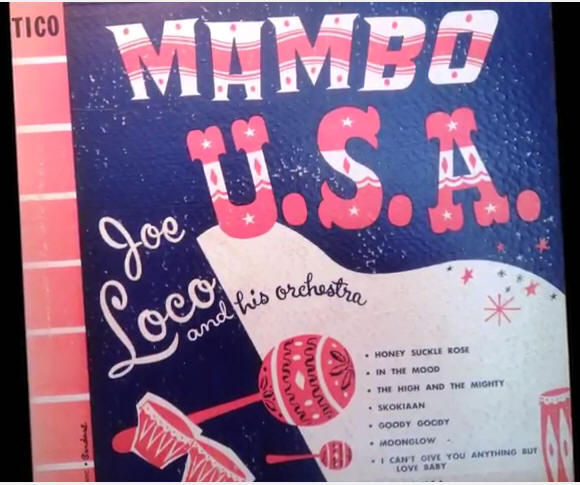 TICO
MAMBO
U.S.A.
Joe
Loco
and his orchestra
• HONEY SUCKLE ROSE
• IN THE MOOD
• THE HIGH AND THE MIGHTY
• SKOKIAAN
• GOODY GOODY
• MOONGLOW -
• I CAN'T GIVE YOU ANYTHING BUT
LOVE BABY